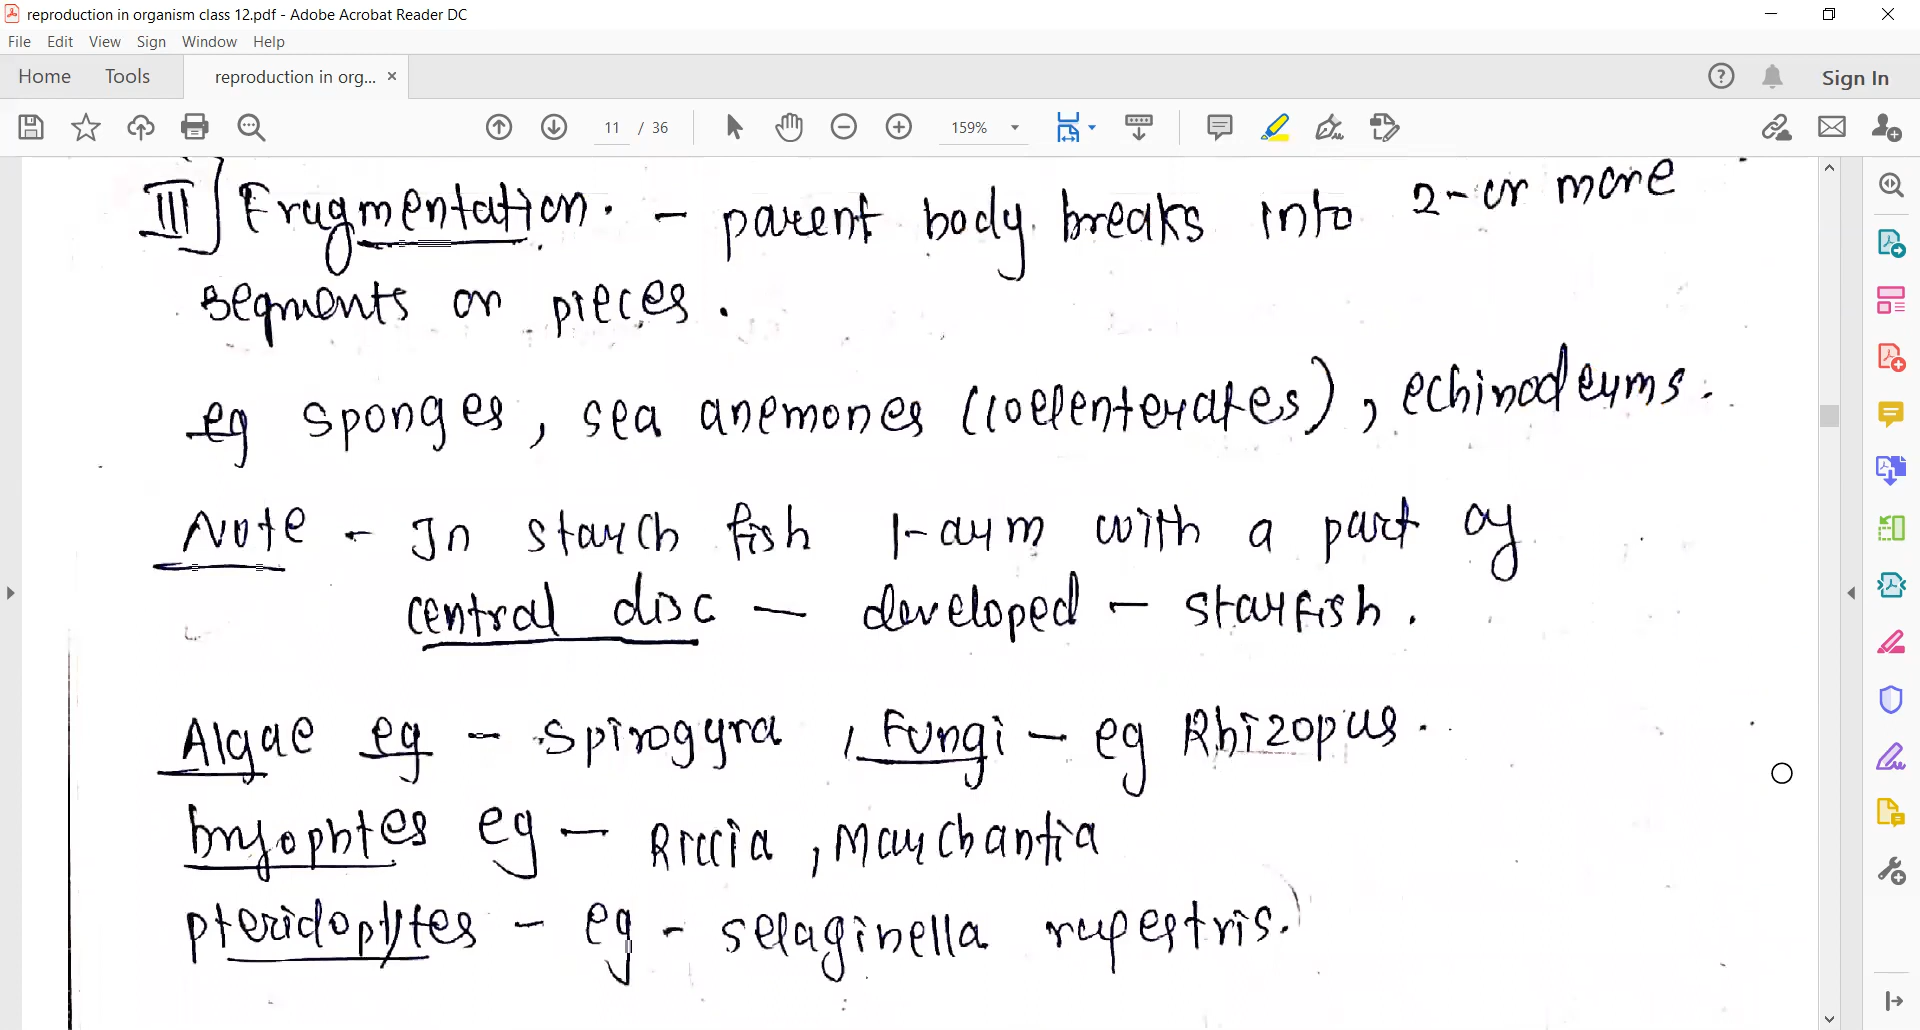 reproduction in organism class 12.pdf - Adobe Acrobat Reader DC
File Edit View Sign Window Help
Home Tools reproduction in org... × Sign In
11 / 36 159%
III] Fragmentation. - parent body breaks into 2-or more
segments or pieces.
eg sponges, sea anemones (coelenterates), echinoderms.
Note - In starch fish 1-arm with a part of
central disc - developed - starfish.
Algae eg - Spirogyra, Fungi - eg Rhizopus.
bryophtes eg - Riccia, Marchantia
pteridoptytes - eg - selaginella rupestris.